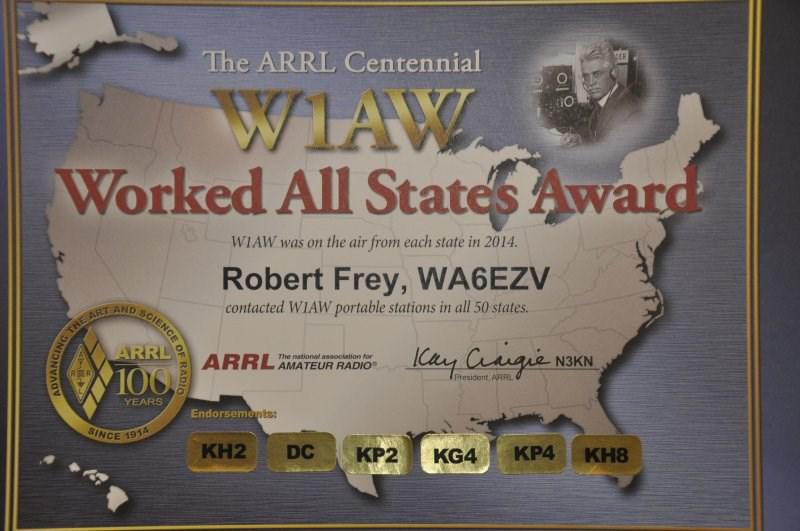 The ARRL Centennial
W1AW
Worked All States Award
W1AW was on the air from each state in 2014.
Robert Frey, WA6EZV
contacted W1AW portable stations in all 50 states.
ADVANCING THE ART AND SCIENCE OF RADIO
ARRL
100
YEARS
SINCE 1914
ARRL The national association for
AMATEUR RADIO®
Kay Craigie N3KN
President, ARRL
Endorsements:
KH2 DC KP2 KG4 KP4 KH8